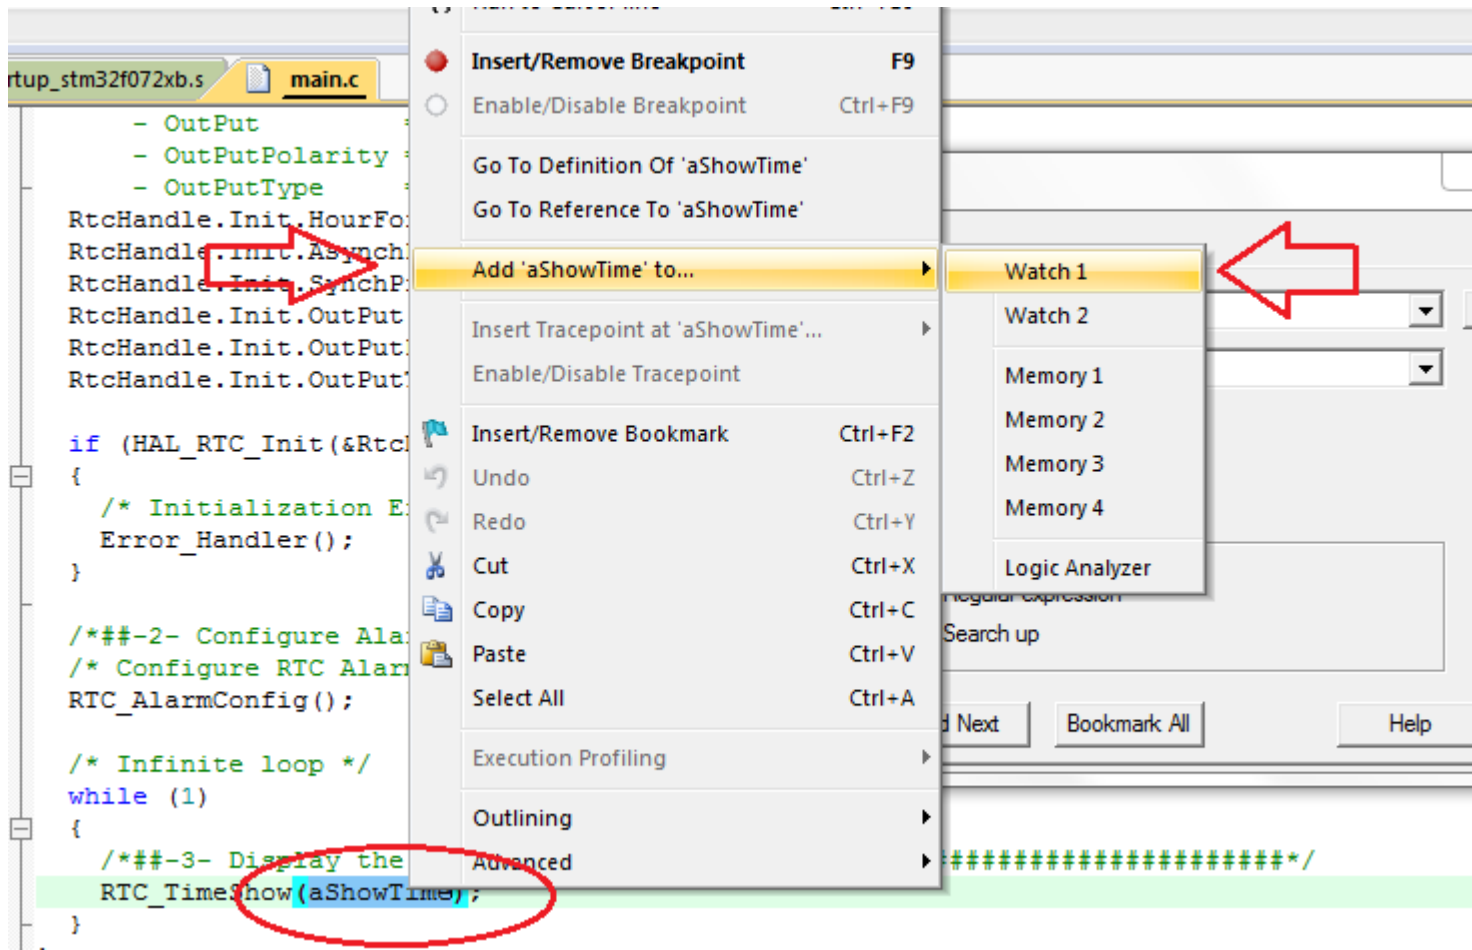 rtup_stm32f072xb.s
main.c
- OutPut =
- OutPutPolarity =
- OutPutType =
RtcHandle.Init.HourFo
RtcHandle.Init.Asynch
RtcHandle.Init.SynchP
RtcHandle.Init.OutPut
RtcHandle.Init.OutPut
RtcHandle.Init.OutPut
if (HAL_RTC_Init(&Rtc
{
/* Initialization E
Error_Handler();
}
/*##-2- Configure Ala
/* Configure RTC Alar
RTC_AlarmConfig();
/* Infinite loop */
while (1)
{
/*##-3- Display the
######################*/
RTC_TimeShow(aShowTime);
}
Insert/Remove Breakpoint F9
Enable/Disable Breakpoint Ctrl+F9
Go To Definition Of 'aShowTime'
Go To Reference To 'aShowTime'
Add 'aShowTime' to...
Insert Tracepoint at 'aShowTime'...
Enable/Disable Tracepoint
Insert/Remove Bookmark Ctrl+F2
Undo Ctrl+Z
Redo Ctrl+Y
Cut Ctrl+X
Copy Ctrl+C
Paste Ctrl+V
Select All Ctrl+A
Execution Profiling
Outlining
Advanced
Watch 1
Watch 2
Memory 1
Memory 2
Memory 3
Memory 4
Logic Analyzer
Regular expression
Search up
d Next
Bookmark All
Help